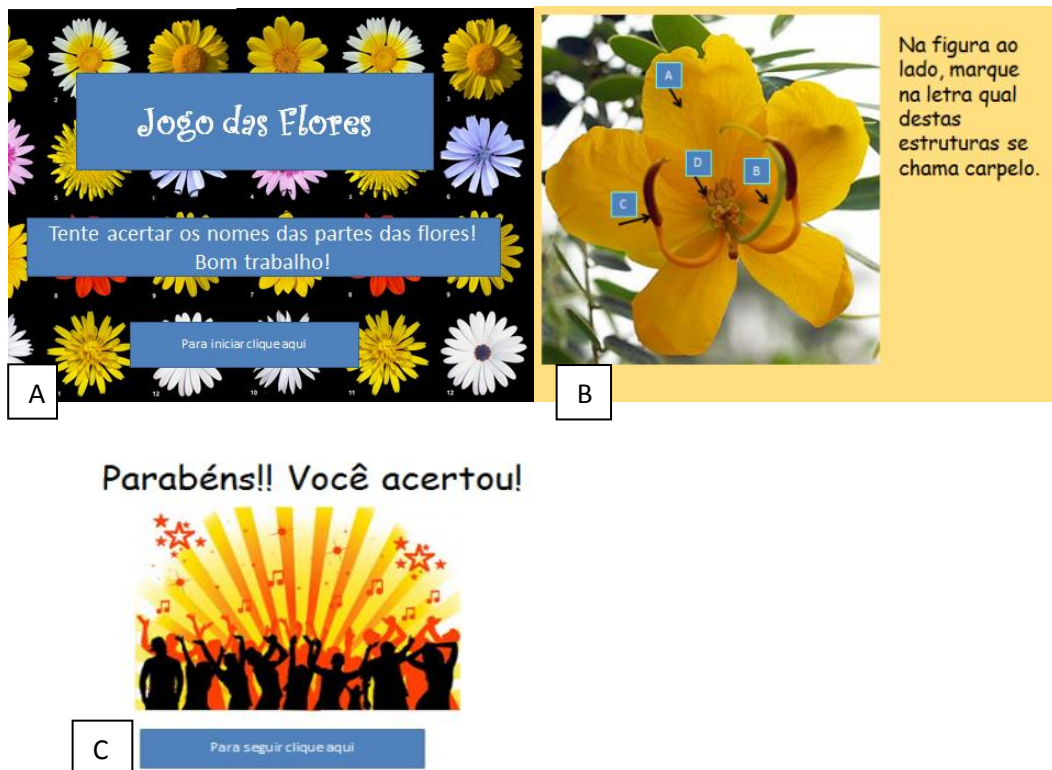 Jogo das Flores
Tente acertar os nomes das partes das flores!
Bom trabalho!
Para iniciar clique aqui
A
Na figura ao
lado, marque
na letra qual
destas
estruturas se
chama carpelo.
A
D
B
C
B
Parabéns!! Você acertou!
Para seguir clique aqui
C